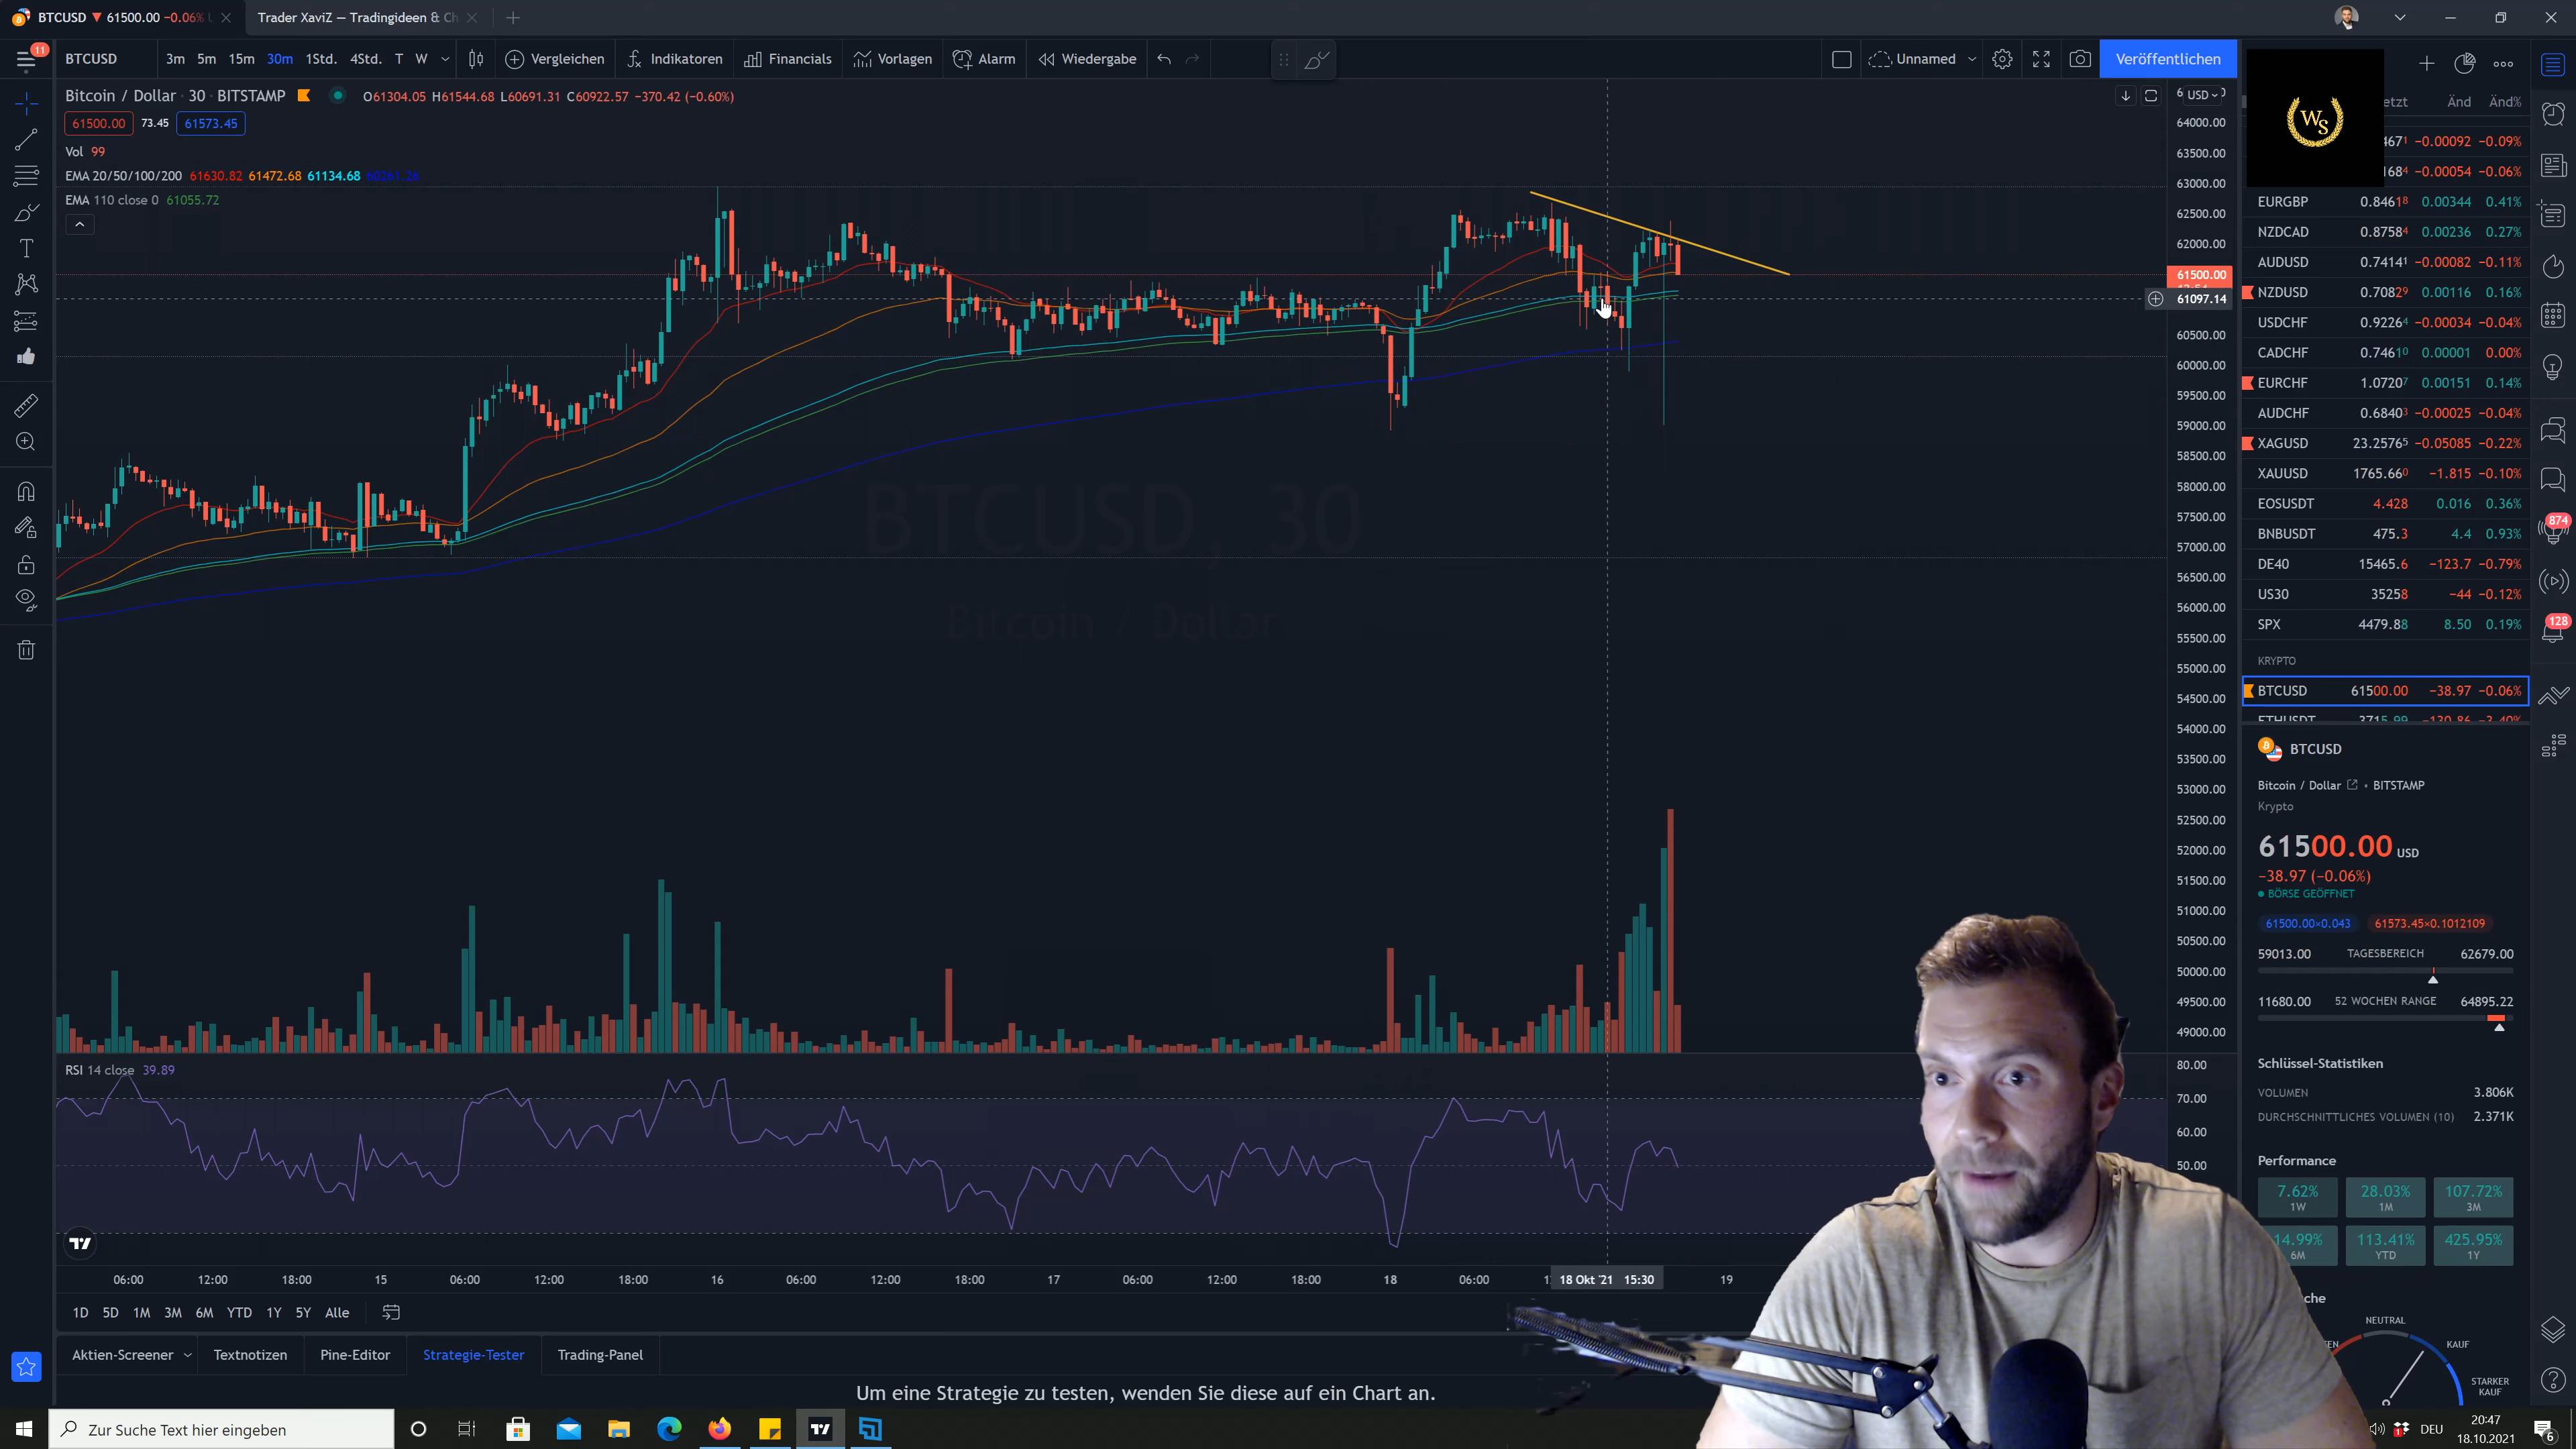 BTCUSD ▼ 61500.00 −0.06%
Trader XaviZ — Tradingideen & Ch
11
BTCUSD 3m 5m 15m 30m 1Std. 4Std. T W Vergleichen Indikatoren Financials Vorlagen Alarm Wiedergabe Unnamed Veröffentlichen
Bitcoin / Dollar · 30 · BITSTAMP O61304.05 H61544.68 L60691.31 C60922.57 −370.42 (−0.60%)
61500.00 73.45 61573.45
Vol 99
EMA 20/50/100/200 61630.82 61472.68 61134.68
EMA 110 close 0 61055.72
BTCUSD, 30
Bitcoin / Dollar
USD
64000.00
63500.00
63000.00
62500.00
62000.00
61500.00
61097.14
60500.00
60000.00
59500.00
59000.00
58500.00
58000.00
57500.00
57000.00
56500.00
56000.00
55500.00
55000.00
54500.00
54000.00
53500.00
53000.00
52500.00
52000.00
51500.00
51000.00
50500.00
50000.00
49500.00
49000.00
RSI 14 close 39.89
80.00
70.00
60.00
50.00
06:00 12:00 18:00 15 06:00 12:00 18:00 16 06:00 12:00 18:00 17 06:00 12:00 18:00 18 06:00 18 Okt '21 15:30 19
1D 5D 1M 3M 6M YTD 1Y 5Y Alle
Aktien-Screener Textnotizen Pine-Editor Strategie-Tester Trading-Panel
Um eine Strategie zu testen, wenden Sie diese auf ein Chart an.
WS
Änd Änd%
−0.00092 −0.09%
−0.00054 −0.06%
EURGBP 0.84618 0.00344 0.41%
NZDCAD 0.87584 0.00236 0.27%
AUDUSD 0.74141 −0.00082 −0.11%
NZDUSD 0.70829 0.00116 0.16%
USDCHF 0.92264 −0.00034 −0.04%
CADCHF 0.74610 0.00001 0.00%
EURCHF 1.07207 0.00151 0.14%
AUDCHF 0.68403 −0.00025 −0.04%
XAGUSD 23.25765 −0.05085 −0.22%
XAUUSD 1765.660 −1.815 −0.10%
EOSUSDT 4.428 0.016 0.36%
BNBUSDT 475.3 4.4 0.93%
DE40 15465.6 −123.7 −0.79%
US30 35258 −44 −0.12%
SPX 4479.88 8.50 0.19%
KRYPTO
BTCUSD 61500.00 −38.97 −0.06%
ETHUSDT 3715.99 −130.86 −3.40%
BTCUSD
Bitcoin / Dollar • BITSTAMP
Krypto
61500.00 USD
−38.97 (−0.06%)
BÖRSE GEÖFFNET
61500.00×0.043 61573.45×0.1012109
59013.00 TAGESBEREICH 62679.00
11680.00 52 WOCHEN RANGE 64895.22
Schlüssel-Statistiken
VOLUMEN 3.806K
DURCHSCHNITTLICHES VOLUMEN (10) 2.371K
Performance
7.62% 28.03% 107.72%
1W 1M 3M
14.99% 113.41% 425.95%
6M YTD 1Y
NEUTRAL
KAUF
STARKER
KAUF
874
128
Zur Suche Text hier eingeben
DEU
20:47
18.10.2021
6